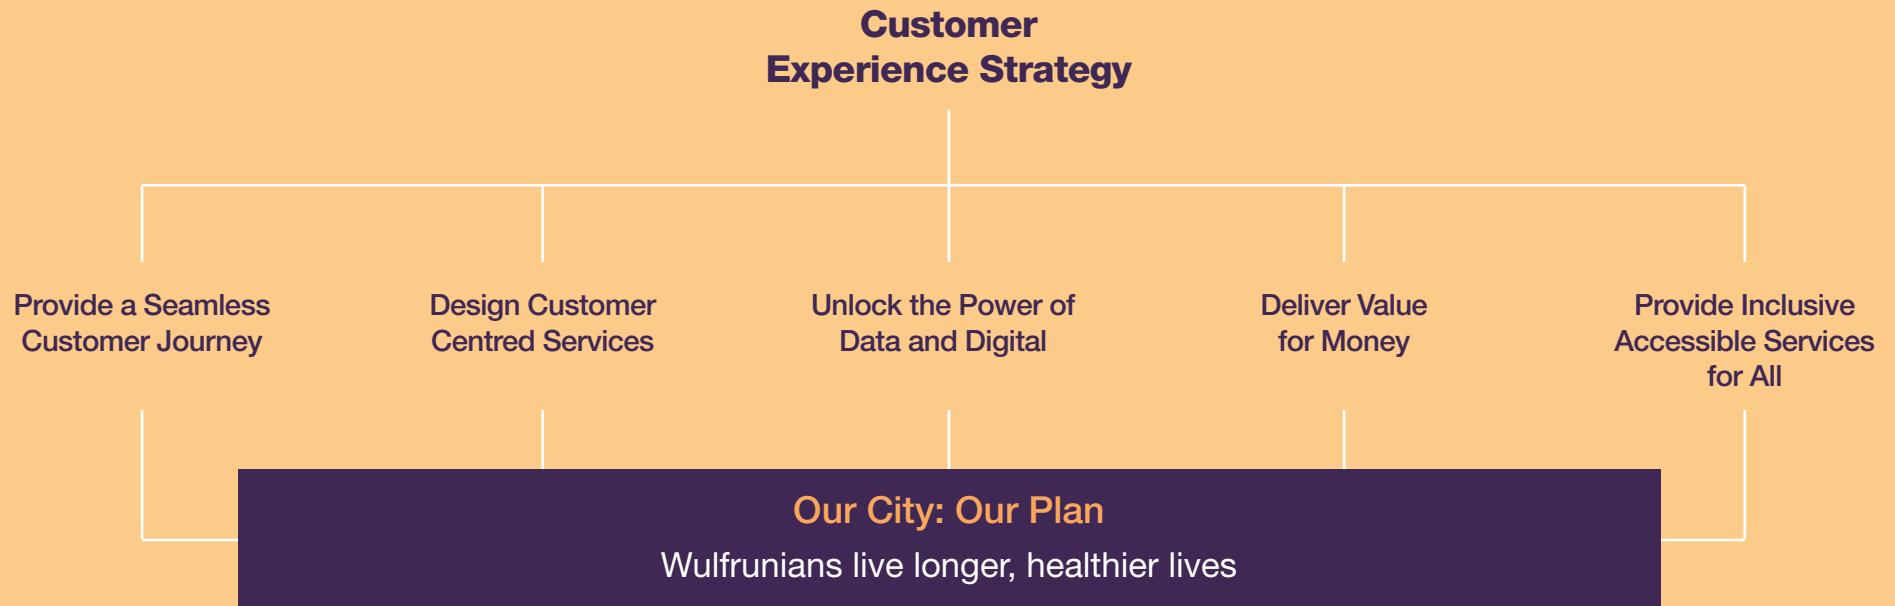 Customer
Experience Strategy
Provide a Seamless
Customer Journey
Design Customer
Centred Services
Unlock the Power of
Data and Digital
Deliver Value
for Money
Provide Inclusive
Accessible Services
for All
Our City: Our Plan
Wulfrunians live longer, healthier lives